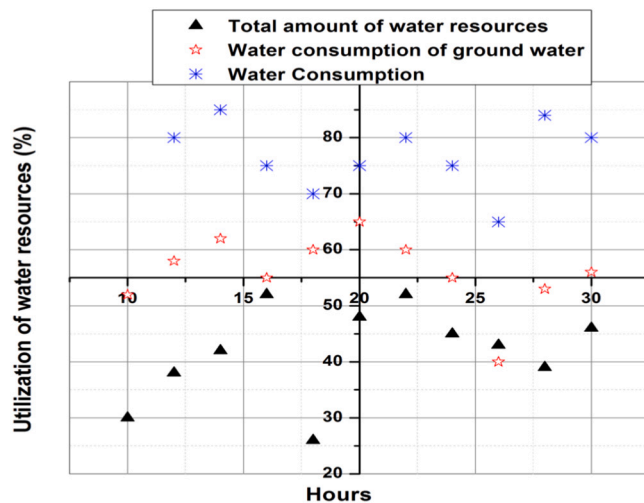 Total amount of water resources
Water consumption of ground water
Water Consumption
Utilization of water resources (%)
80
70
60
10 15 20 25 30
50
40
30
20
Hours